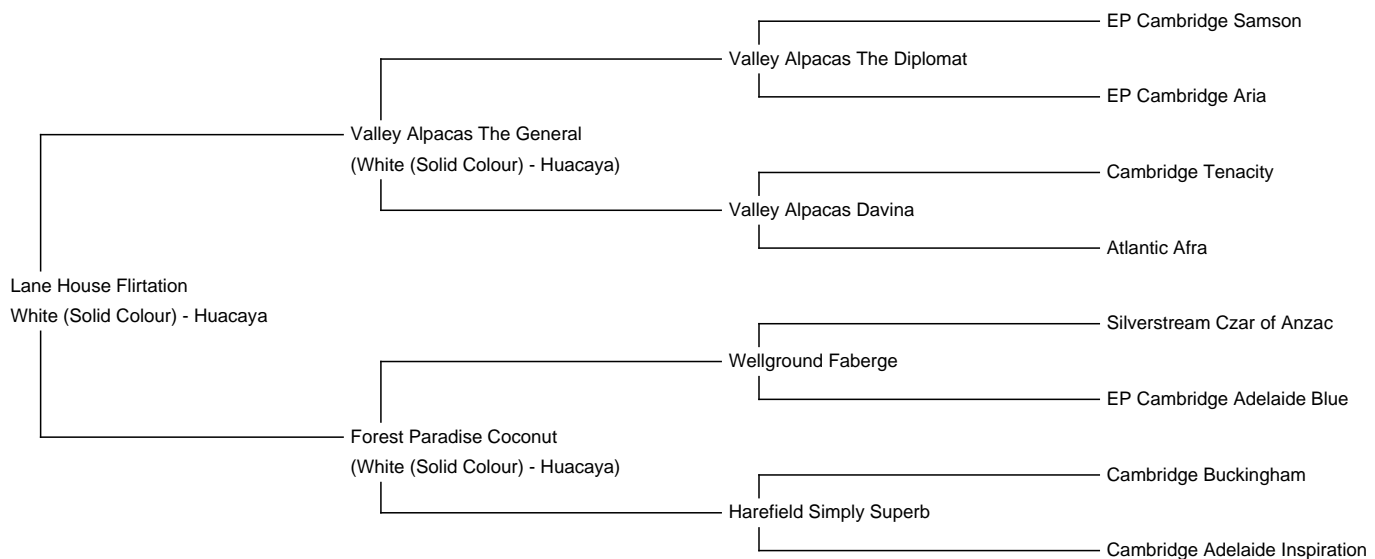 EP Cambridge Samson
Valley Alpacas The Diplomat
EP Cambridge Aria
Valley Alpacas The General
(White (Solid Colour) - Huacaya)
Cambridge Tenacity
Valley Alpacas Davina
Atlantic Afra
Lane House Flirtation
White (Solid Colour) - Huacaya
Silverstream Czar of Anzac
Wellground Faberge
EP Cambridge Adelaide Blue
Forest Paradise Coconut
(White (Solid Colour) - Huacaya)
Cambridge Buckingham
Harefield Simply Superb
Cambridge Adelaide Inspiration